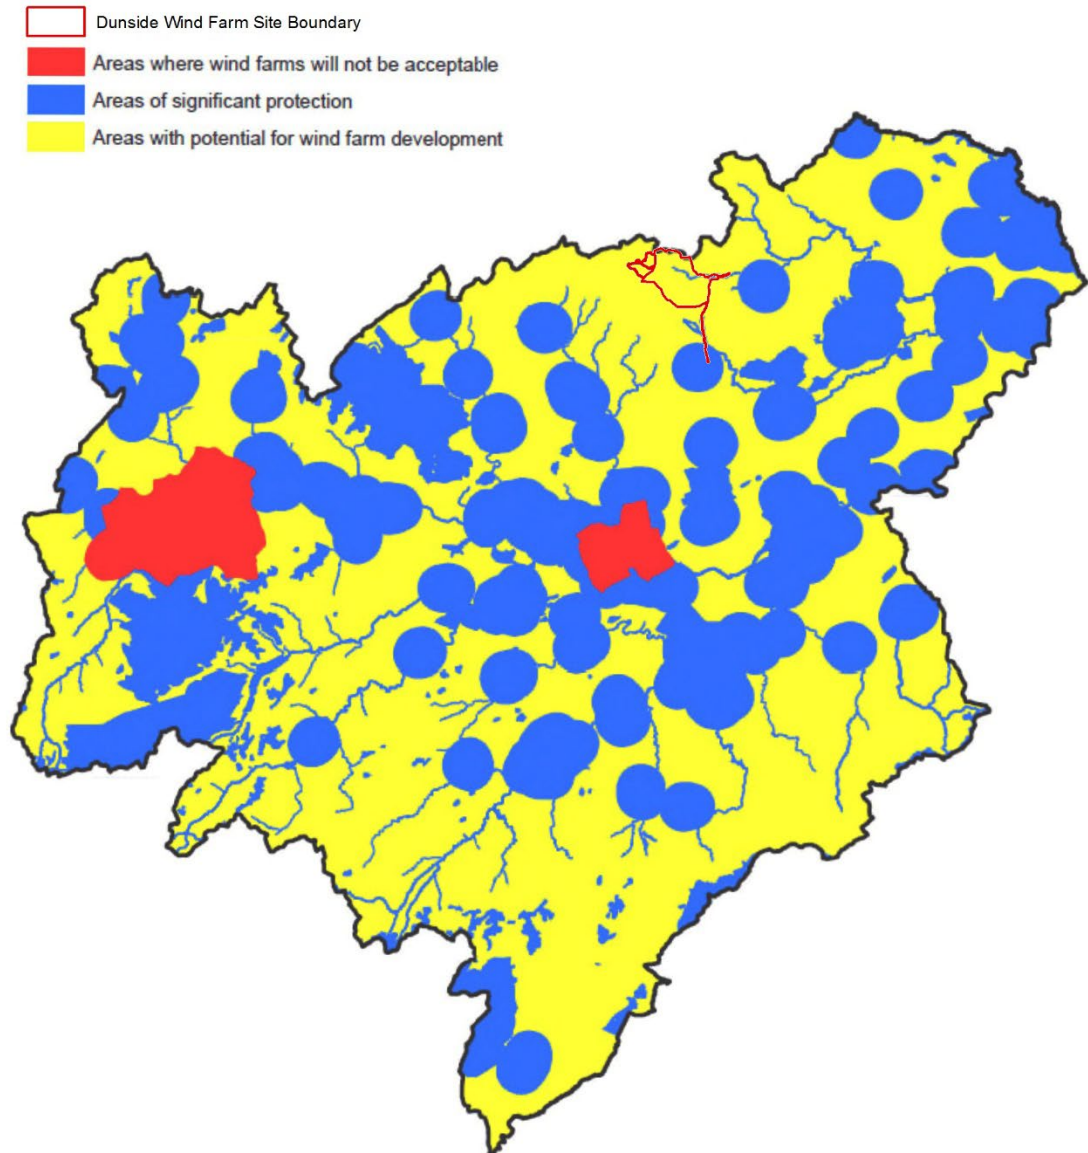 Dunside Wind Farm Site Boundary
Areas where wind farms will not be acceptable
Areas of significant protection
Areas with potential for wind farm development